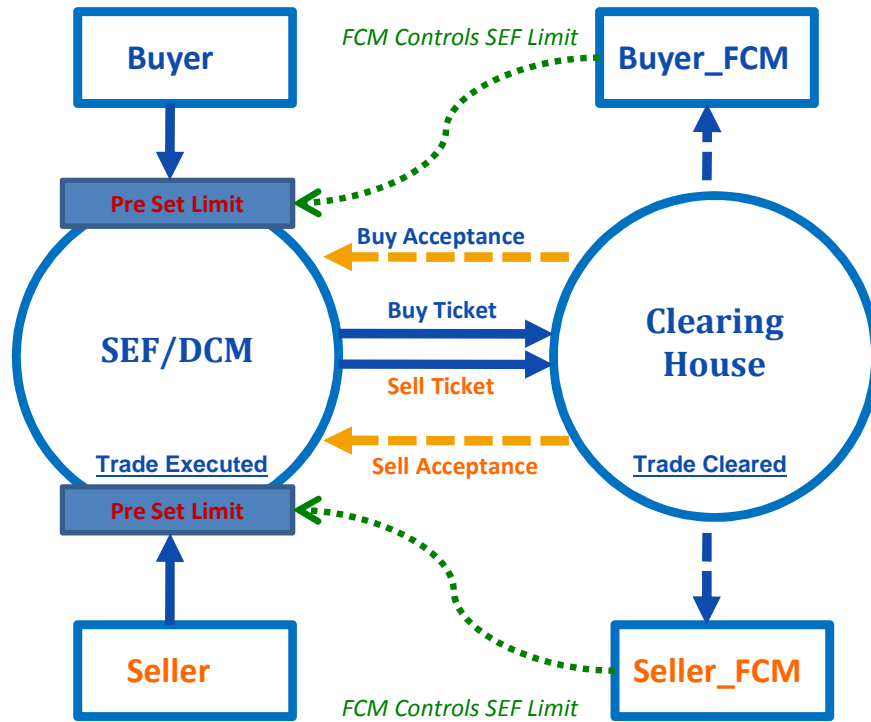 FCM Controls SEF Limit
Buyer
Buyer_FCM
Pre Set Limit
Buy Acceptance
Buy Ticket
SEF/DCM
Clearing
House
Sell Ticket
Sell Acceptance
Trade Executed
Trade Cleared
Pre Set Limit
Seller
Seller_FCM
FCM Controls SEF Limit